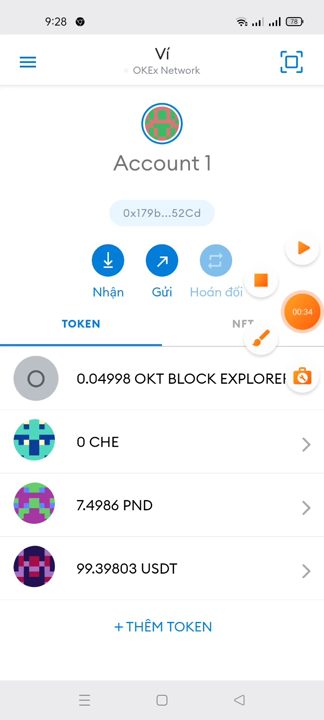 9:28
78
Ví
OKEx Network
Account 1
0x179b...52Cd
Nhận
Gửi
Hoán đổi
00:34
TOKEN
NFT
0.04998 OKT BLOCK EXPLORER
0 CHE
7.4986 PND
99.39803 USDT
+ THÊM TOKEN